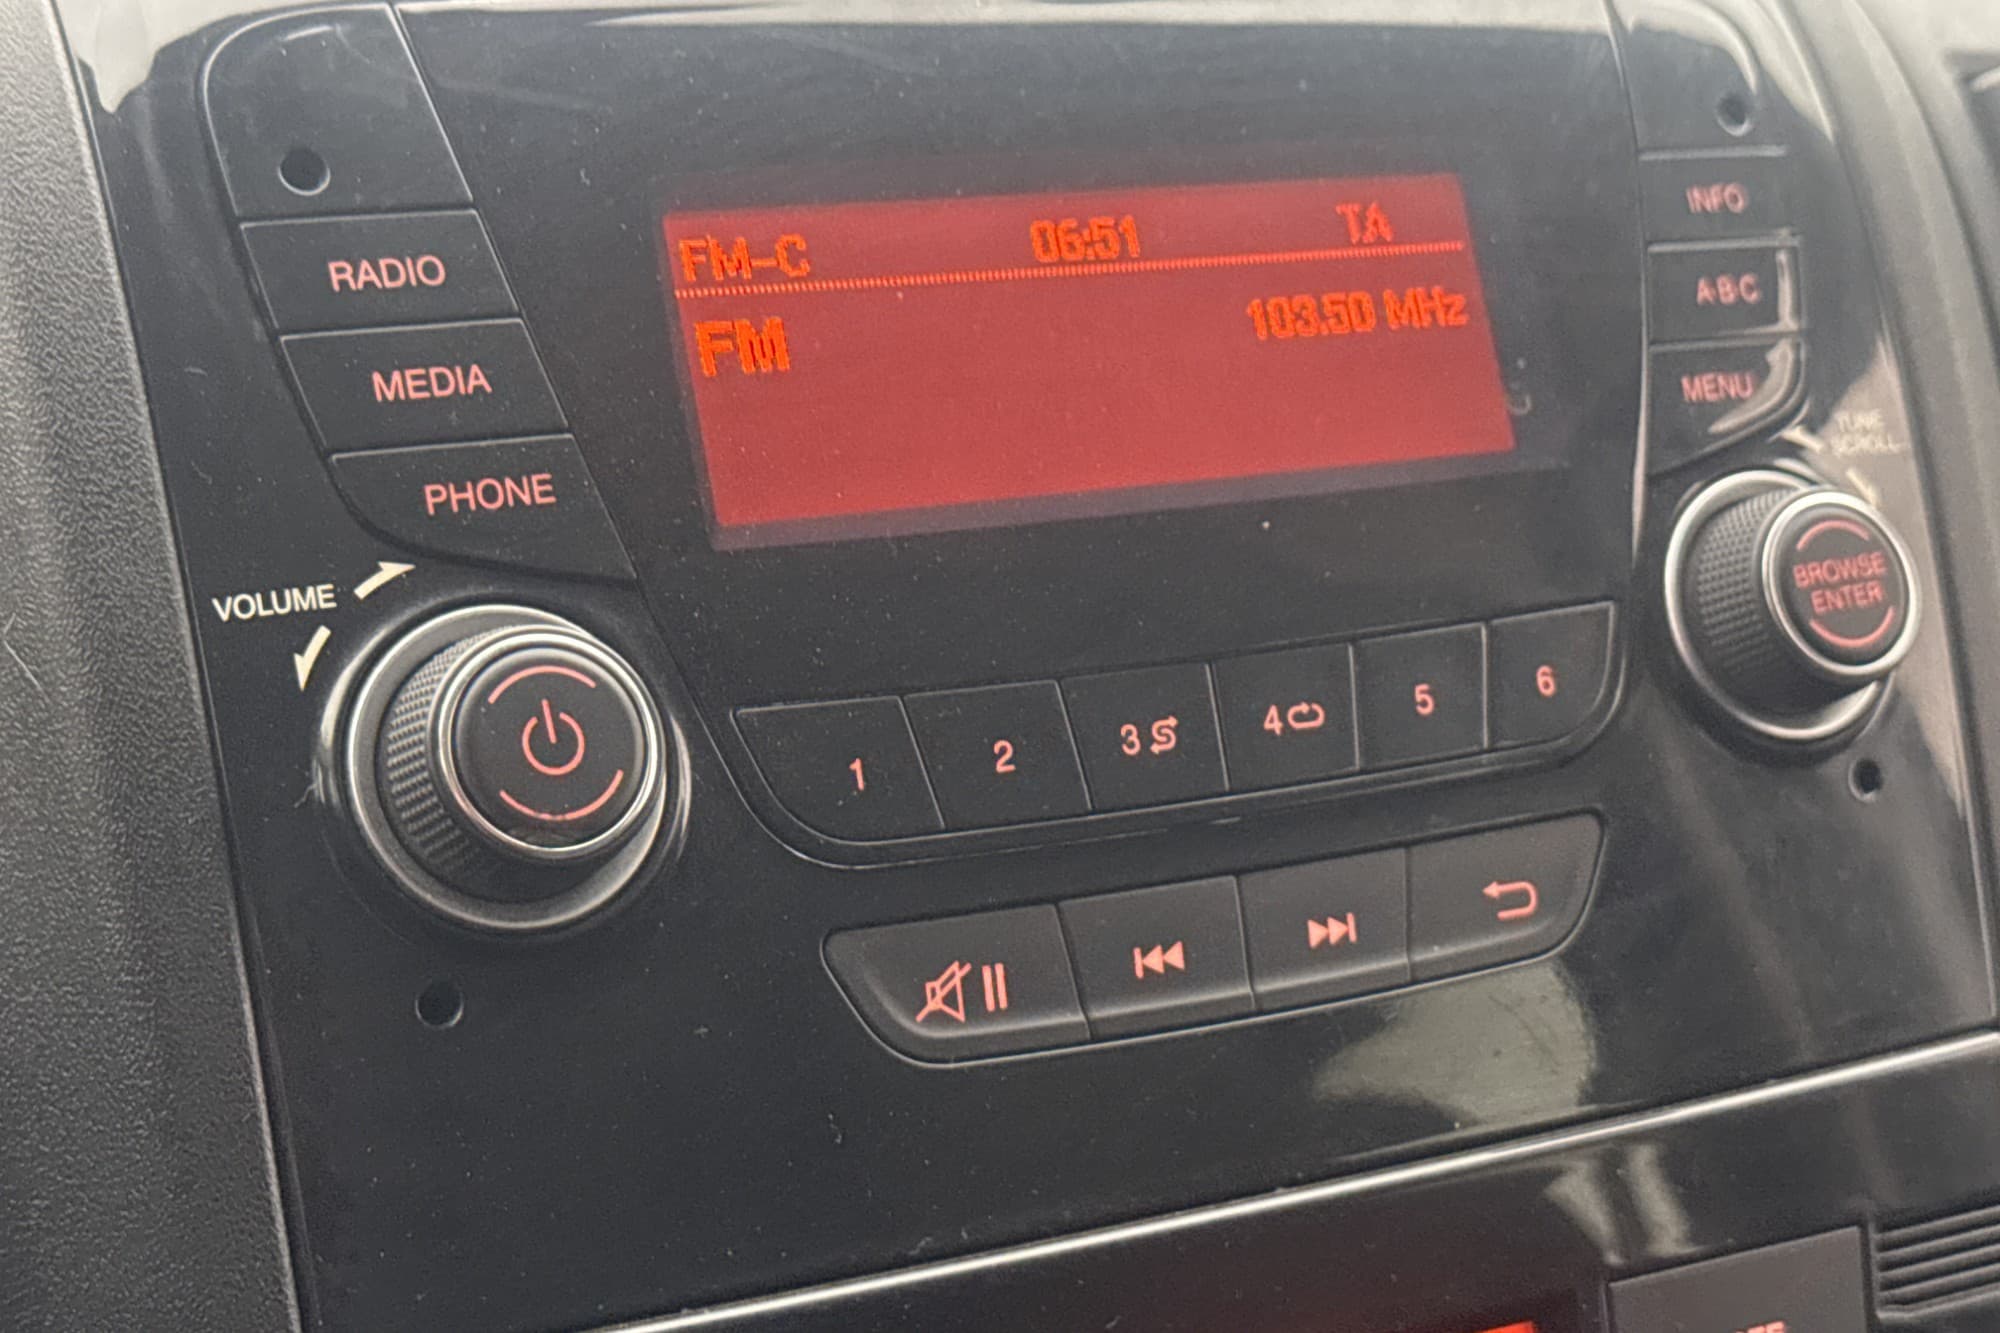 FM-C 06:51 TA
FM 103.50 MHz
RADIO
MEDIA
PHONE
VOLUME
INFO
A·B·C
MENU
TUNE
SCROLL
BROWSE
ENTER
1 2 3 4 5 6